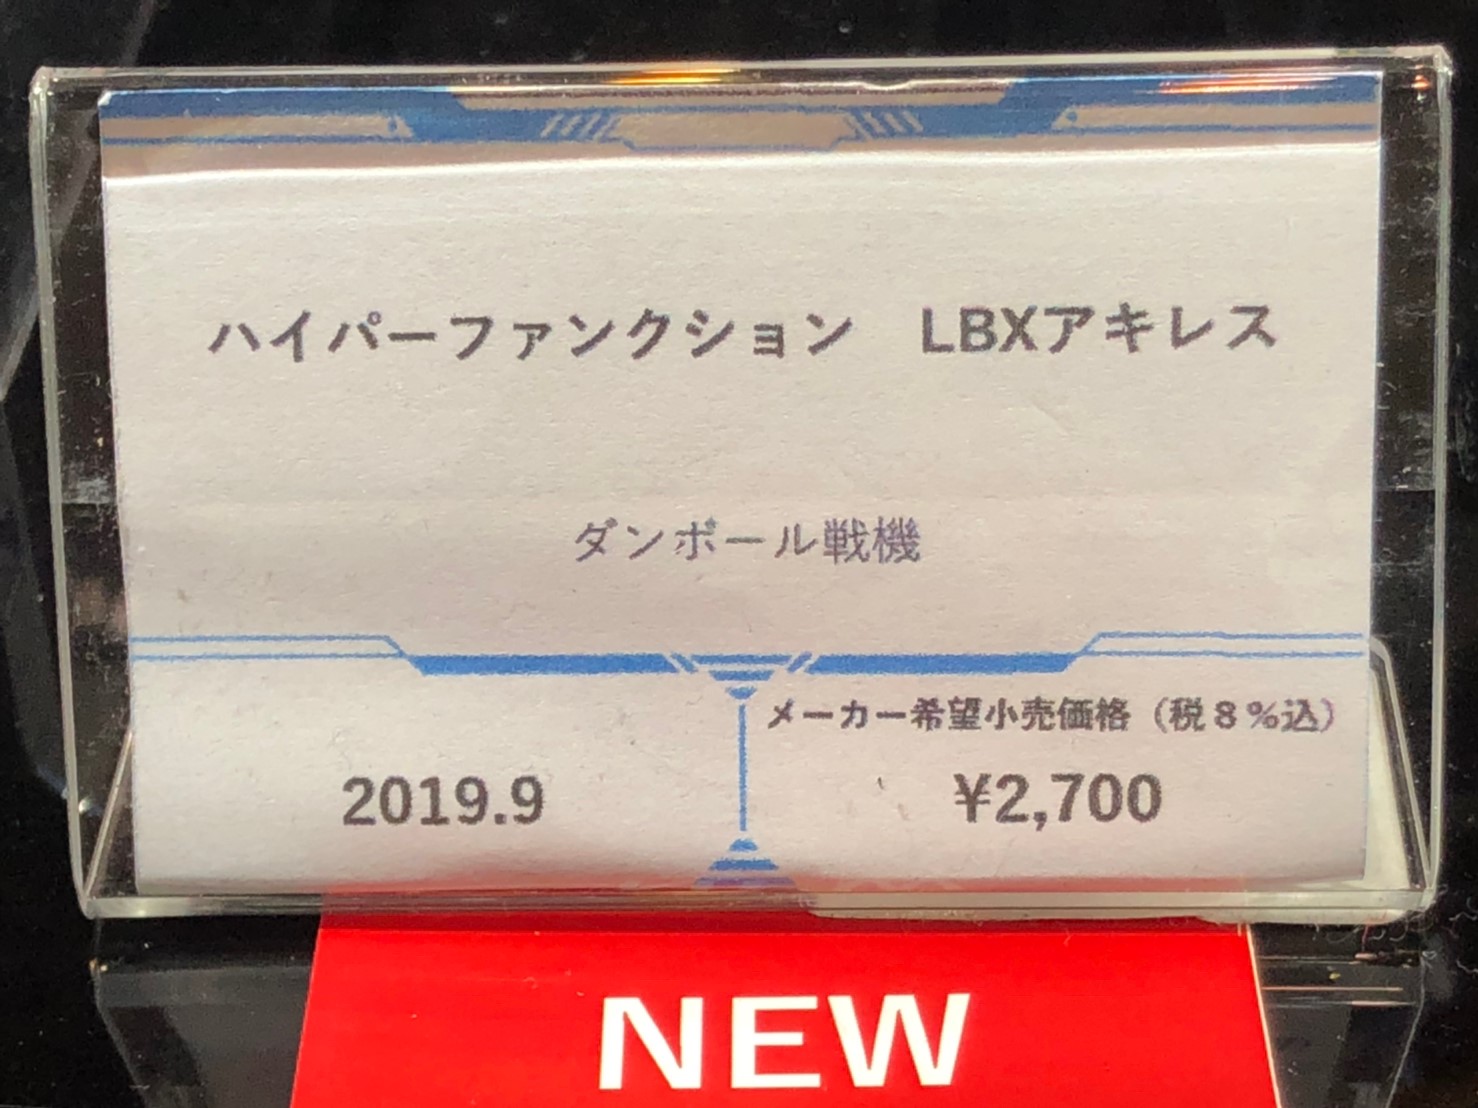 ハイパーファンクション　LBXアキレス
ダンボール戦機
メーカー希望小売価格（税８％込）
2019.9
¥2,700
NEW